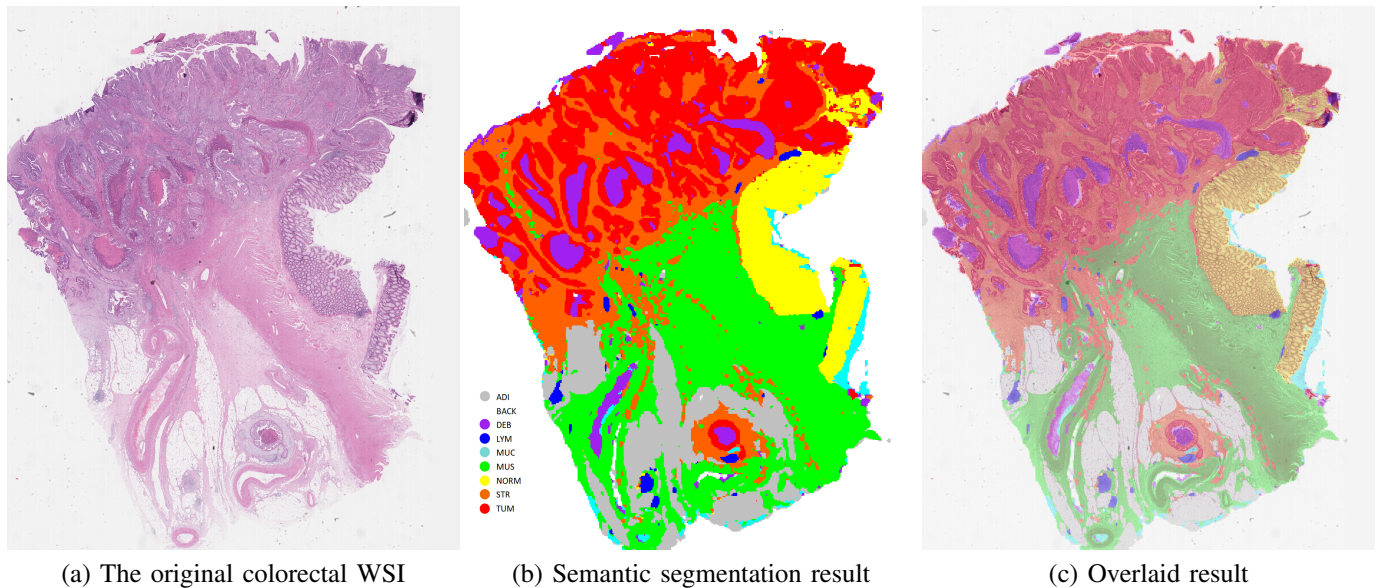 ADI
BACK
DEB
LYM
MUC
MUS
NORM
STR
TUM
(a) The original colorectal WSI
(b) Semantic segmentation result
(c) Overlaid result